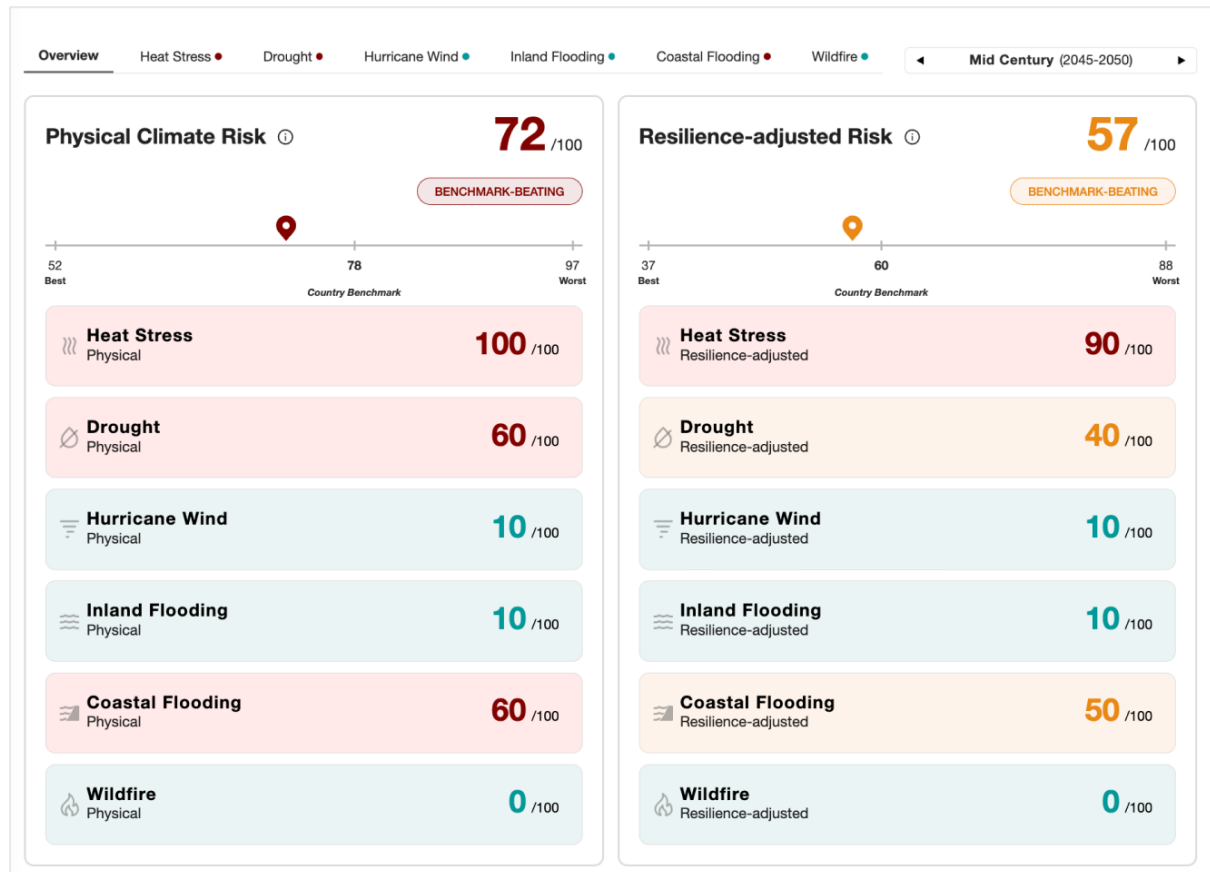 Overview Heat Stress Drought Hurricane Wind Inland Flooding Coastal Flooding Wildfire ◄ Mid Century (2045-2050) ►
Physical Climate Risk 72 /100
BENCHMARK-BEATING
52 78 97
Best Worst
Country Benchmark
Heat Stress
Physical
100 /100
Drought
Physical
60 /100
Hurricane Wind
Physical
10 /100
Inland Flooding
Physical
10 /100
Coastal Flooding
Physical
60 /100
Wildfire
Physical
0 /100
Resilience-adjusted Risk 57 /100
BENCHMARK-BEATING
37 60 88
Best Worst
Country Benchmark
Heat Stress
Resilience-adjusted
90 /100
Drought
Resilience-adjusted
40 /100
Hurricane Wind
Resilience-adjusted
10 /100
Inland Flooding
Resilience-adjusted
10 /100
Coastal Flooding
Resilience-adjusted
50 /100
Wildfire
Resilience-adjusted
0 /100